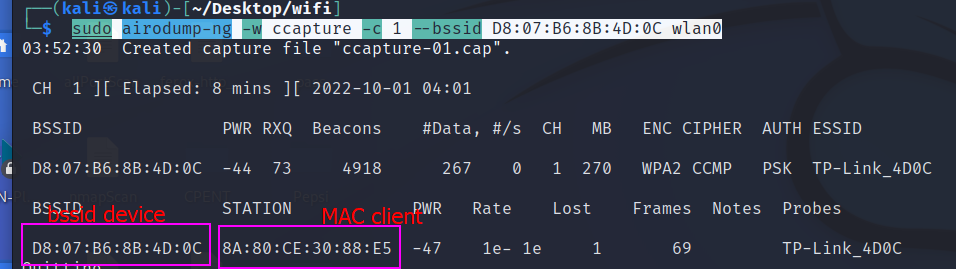 ┌──(kali㉿kali)-[~/Desktop/wifi]
└─$ sudo airodump-ng -w ccapture -c 1 --bssid D8:07:B6:8B:4D:0C wlan0
03:52:30  Created capture file "ccapture-01.cap".
CH  1 ][ Elapsed: 8 mins ][ 2022-10-01 04:01
BSSID              PWR RXQ  Beacons    #Data, #/s  CH   MB   ENC CIPHER  AUTH ESSID
D8:07:B6:8B:4D:0C  -44  73     4918      267    0   1  270   WPA2 CCMP   PSK  TP-Link_4D0C
bssid device MAC client
BSSID              STATION            PWR   Rate    Lost    Frames  Notes  Probes
D8:07:B6:8B:4D:0C  8A:80:CE:30:88:E5  -47    1e- 1e     1       69         TP-Link_4D0C